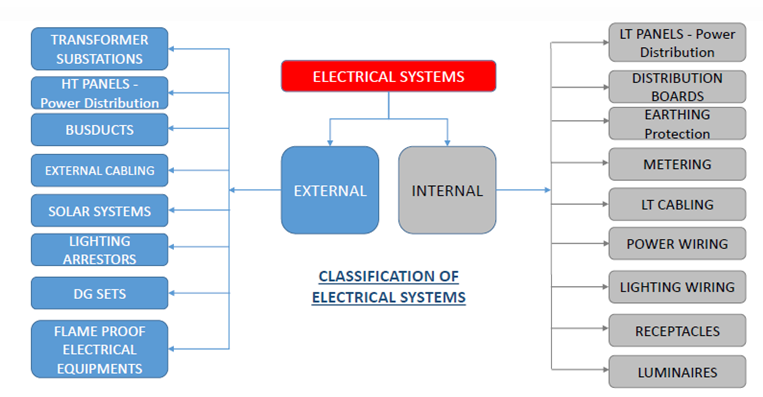 TRANSFORMER
SUBSTATIONS
HT PANELS -
Power Distribution
BUSDUCTS
EXTERNAL CABLING
SOLAR SYSTEMS
LIGHTING
ARRESTORS
DG SETS
FLAME PROOF
ELECTRICAL
EQUIPMENTS
ELECTRICAL SYSTEMS
EXTERNAL
INTERNAL
CLASSIFICATION OF
ELECTRICAL SYSTEMS
LT PANELS - Power
Distribution
DISTRIBUTION
BOARDS
EARTHING
Protection
METERING
LT CABLING
POWER WIRING
LIGHTING WIRING
RECEPTACLES
LUMINAIRES